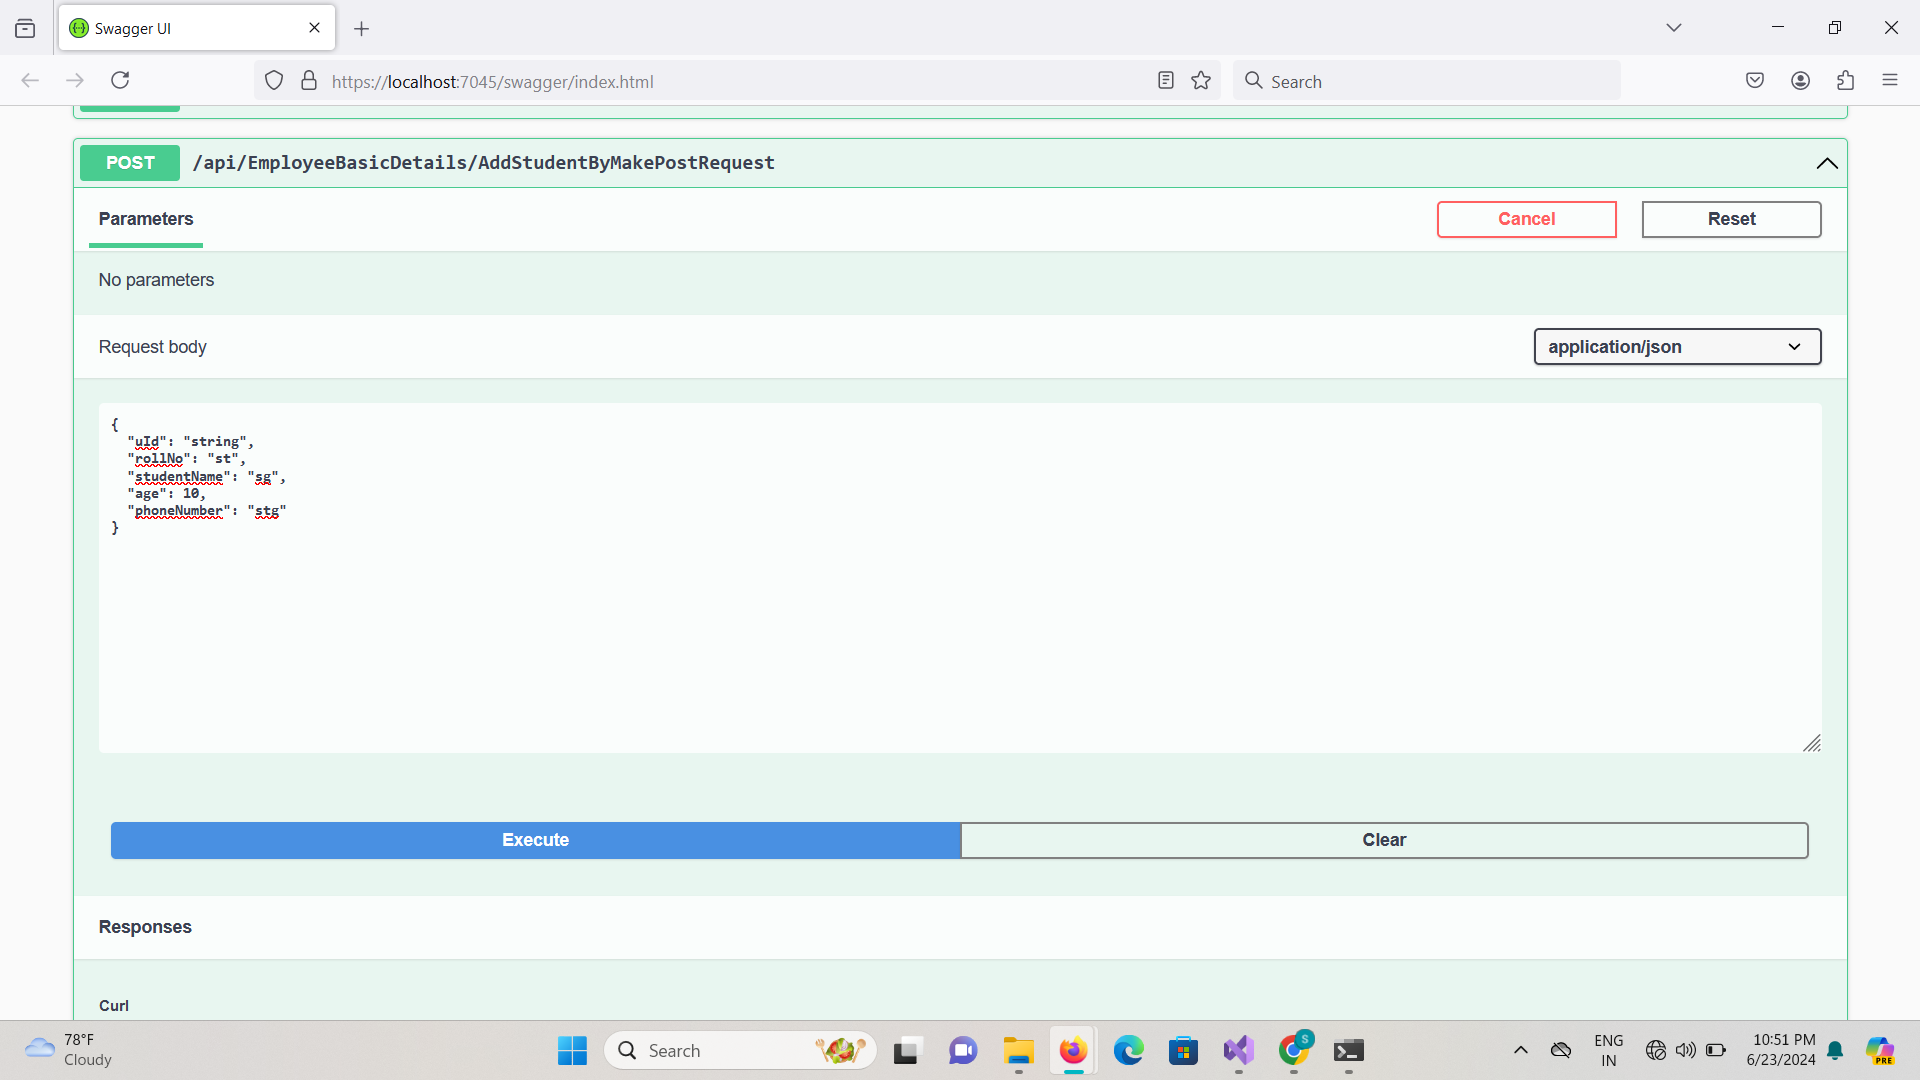 Swagger UI
https://localhost:7045/swagger/index.html
Search
POST /api/EmployeeBasicDetails/AddStudentByMakePostRequest
Parameters
Cancel
Reset
No parameters
Request body
application/json
{
"uId": "string",
"rollNo": "st",
"studentName": "sg",
"age": 10,
"phoneNumber": "stg"
}
Execute
Clear
Responses
Curl
78°F
Cloudy
Search
S
ENG
IN
10:51 PM
6/23/2024
PRE